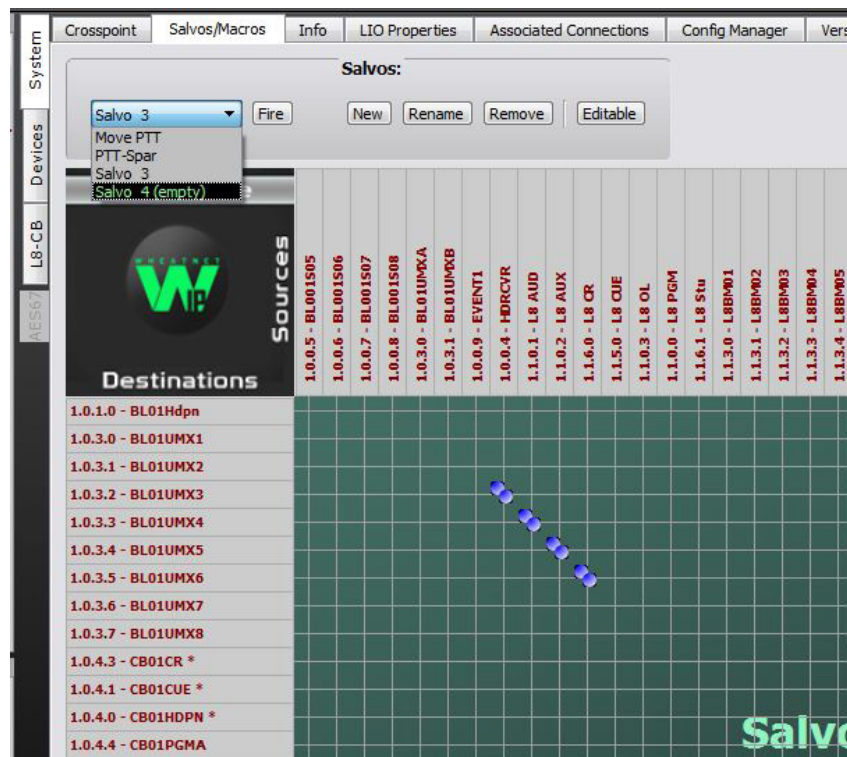 Crosspoint
Salvos/Macros
Info
LIO Properties
Associated Connections
Config Manager
Vers
System
Devices
L8-CB
AES67
Salvos:
Salvo 3
Fire
New
Rename
Remove
Editable
Move PTT
PTT-Spar
Salvo 3
Salvo 4 (empty)
WHEATNET
IP
Sources
Destinations
1.0.0.5 - BL001S05
1.0.0.6 - BL001S06
1.0.0.7 - BL001S07
1.0.0.8 - BL001S08
1.0.3.0 - BL01UMXA
1.0.3.1 - BL01UMXB
1.0.0.9 - EVENT1
1.0.0.4 - HDRCVR
1.1.0.1 - L8 AUD
1.1.0.2 - L8 AUX
1.1.6.0 - L8 CR
1.1.5.0 - L8 CUE
1.1.0.3 - L8 OL
1.1.0.0 - L8 PGM
1.1.6.1 - L8 Stu
1.1.3.0 - L8BM01
1.1.3.1 - L8BM02
1.1.3.2 - L8BM03
1.1.3.3 - L8BM04
1.1.3.4 - L8BM05
1.0.1.0 - BL01Hdpn
1.0.3.0 - BL01UMX1
1.0.3.1 - BL01UMX2
1.0.3.2 - BL01UMX3
1.0.3.3 - BL01UMX4
1.0.3.4 - BL01UMX5
1.0.3.5 - BL01UMX6
1.0.3.6 - BL01UMX7
1.0.3.7 - BL01UMX8
1.0.4.3 - CB01CR *
1.0.4.1 - CB01CUE *
1.0.4.0 - CB01HDPN *
1.0.4.4 - CB01PGMA
Salvo